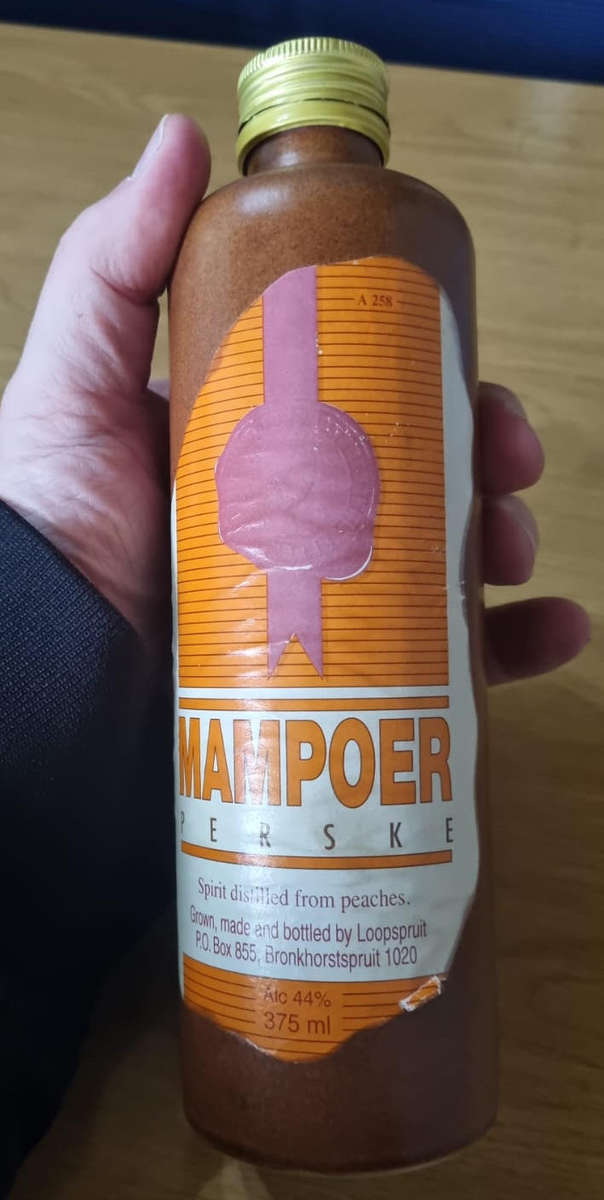 A 258
MAMPOER
PERSKE
Spirit distilled from peaches.
Grown, made and bottled by Loopspruit
P.O. Box 855, Bronkhorstspruit 1020
Alc 44%
375 ml